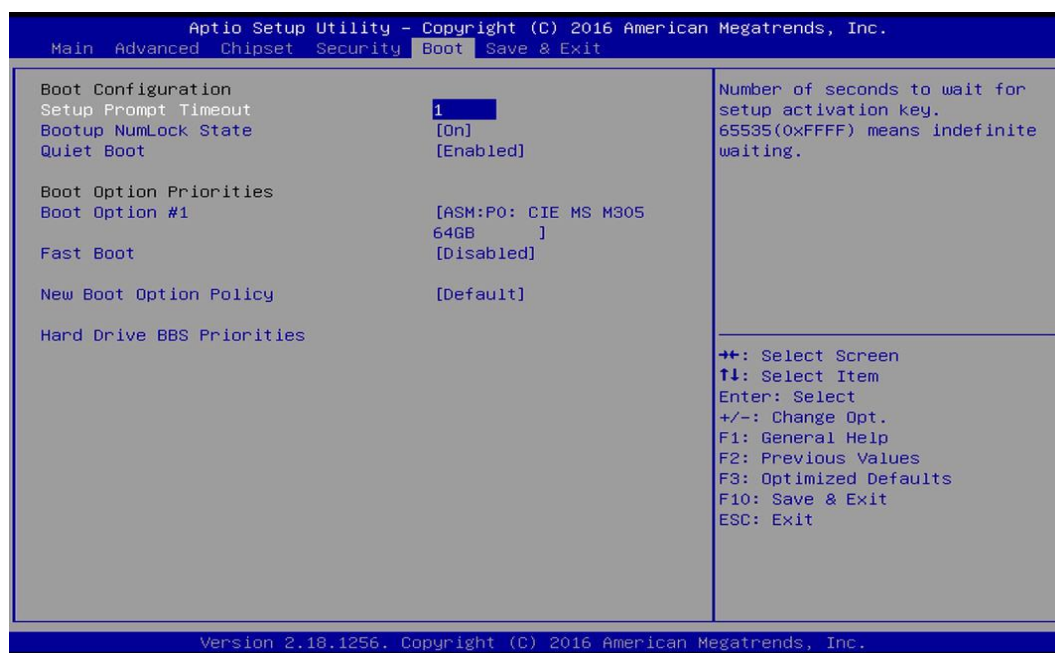 Aptio Setup Utility – Copyright (C) 2016 American Megatrends, Inc.
Main Advanced Chipset Security Boot Save & Exit
Boot Configuration
Setup Prompt Timeout 1
Bootup NumLock State [On]
Quiet Boot [Enabled]
Boot Option Priorities
Boot Option #1 [ASM:PO: CIE MS M305
64GB ]
Fast Boot [Disabled]
New Boot Option Policy [Default]
Hard Drive BBS Priorities
Number of seconds to wait for
setup activation key.
65535(0xFFFF) means indefinite
waiting.
→←: Select Screen
↑↓: Select Item
Enter: Select
+/-: Change Opt.
F1: General Help
F2: Previous Values
F3: Optimized Defaults
F10: Save & Exit
ESC: Exit
Version 2.18.1256. Copyright (C) 2016 American Megatrends, Inc.